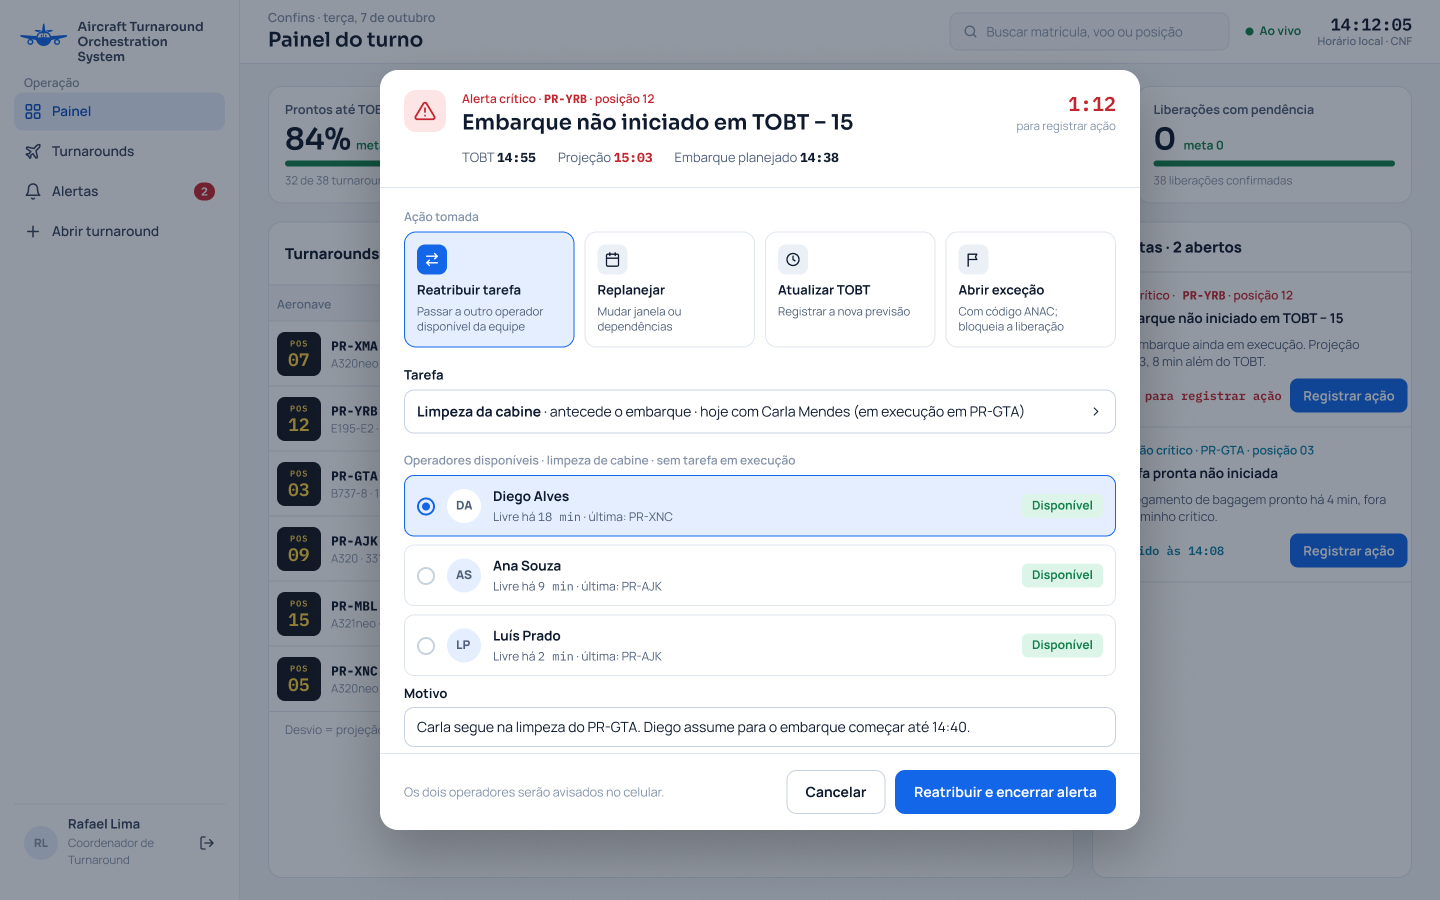 Aircraft Turnaround
Orchestration
System
Operação
Painel
Turnarounds
Alertas
2
Abrir turnaround
RL
Rafael Lima
Coordenador de
Turnaround
Confins · terça, 7 de outubro
Painel do turno
Buscar matrícula, voo ou posição
Ao vivo
14:12:05
Horário local · CNF
Prontos até TOB
84% meta
32 de 38 turnaroun
Liberações com pendência
0 meta 0
38 liberações confirmadas
Turnarounds
Aeronave
POS
07
PR-XMA
A320neo
POS
12
PR-YRB
E195-E2 ·
POS
03
PR-GTA
B737-8 · 1
POS
09
PR-AJK
A320 · 33
POS
15
PR-MBL
A321neo ·
POS
05
PR-XNC
A320neo
Desvio = projeção
tas · 2 abertos
rítico · PR-YRB · posição 12
arque não iniciado em TOBT – 15
mbarque ainda em execução. Projeção
3, 8 min além do TOBT.
para registrar ação
Registrar ação
ão crítico · PR-GTA · posição 03
fa pronta não iniciada
gamento de bagagem pronto há 4 min, fora
minho crítico.
ido às 14:08
Registrar ação
Alerta crítico · PR-YRB · posição 12
Embarque não iniciado em TOBT – 15
TOBT 14:55 Projeção 15:03 Embarque planejado 14:38
1:12
para registrar ação
Ação tomada
Reatribuir tarefa
Passar a outro operador
disponível da equipe
Replanejar
Mudar janela ou
dependências
Atualizar TOBT
Registrar a nova previsão
Abrir exceção
Com código ANAC;
bloqueia a liberação
Tarefa
Limpeza da cabine · antecede o embarque · hoje com Carla Mendes (em execução em PR-GTA)
Operadores disponíveis · limpeza de cabine · sem tarefa em execução
DA
Diego Alves
Livre há 18 min · última: PR-XNC
Disponível
AS
Ana Souza
Livre há 9 min · última: PR-AJK
Disponível
LP
Luís Prado
Livre há 2 min · última: PR-AJK
Disponível
Motivo
Carla segue na limpeza do PR-GTA. Diego assume para o embarque começar até 14:40.
Os dois operadores serão avisados no celular.
Cancelar
Reatribuir e encerrar alerta